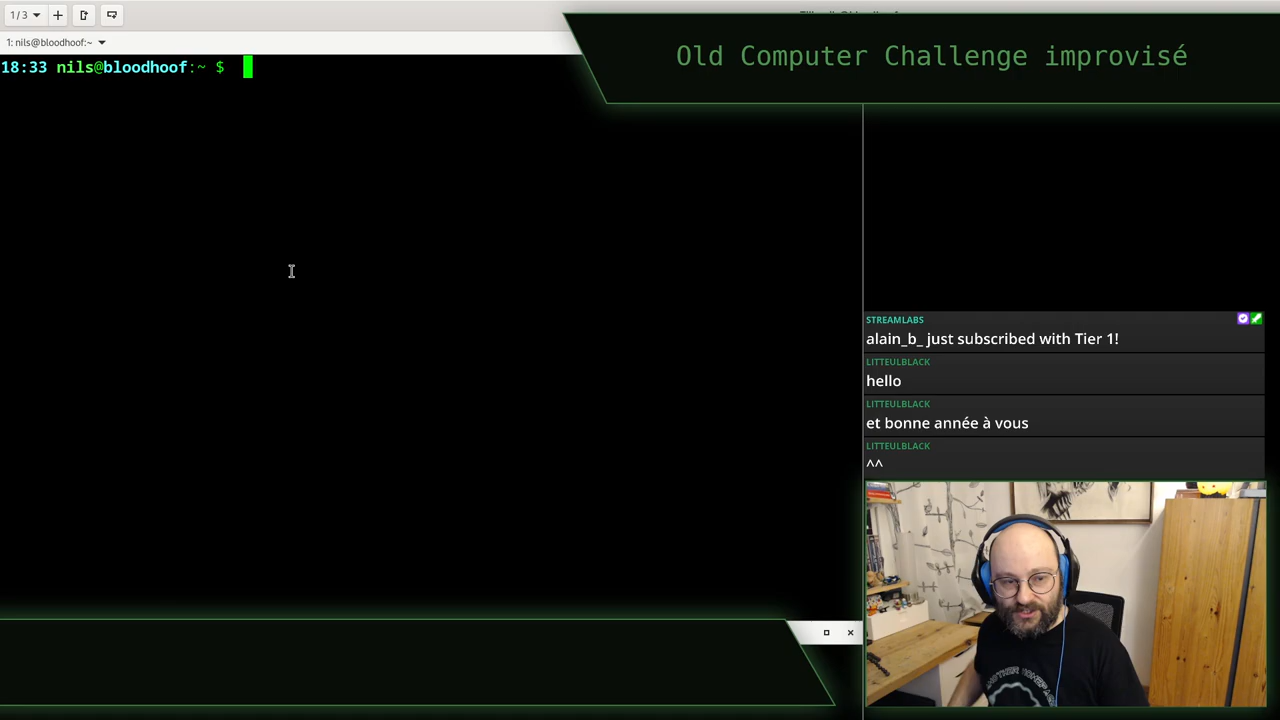 1 / 3
1: nils@bloodhoof:~
18:33 nils@bloodhoof:~ $
Old Computer Challenge improvisé
STREAMLABS
alain_b_ just subscribed with Tier 1!
LITTEULBLACK
hello
LITTEULBLACK
et bonne année à vous
LITTEULBLACK
^^